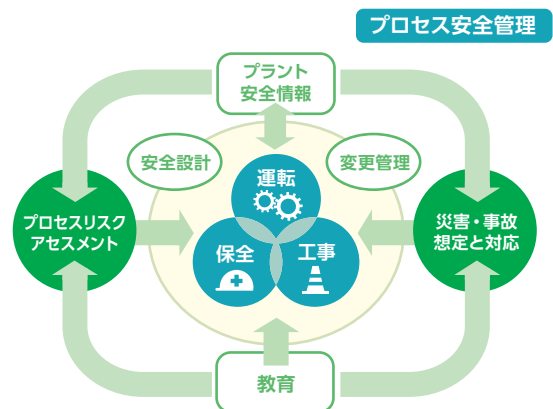 プロセス安全管理
プラント
安全情報
安全設計
変更管理
運転
プロセスリスク
アセスメント
災害・事故
想定と対応
保全
工事
教育